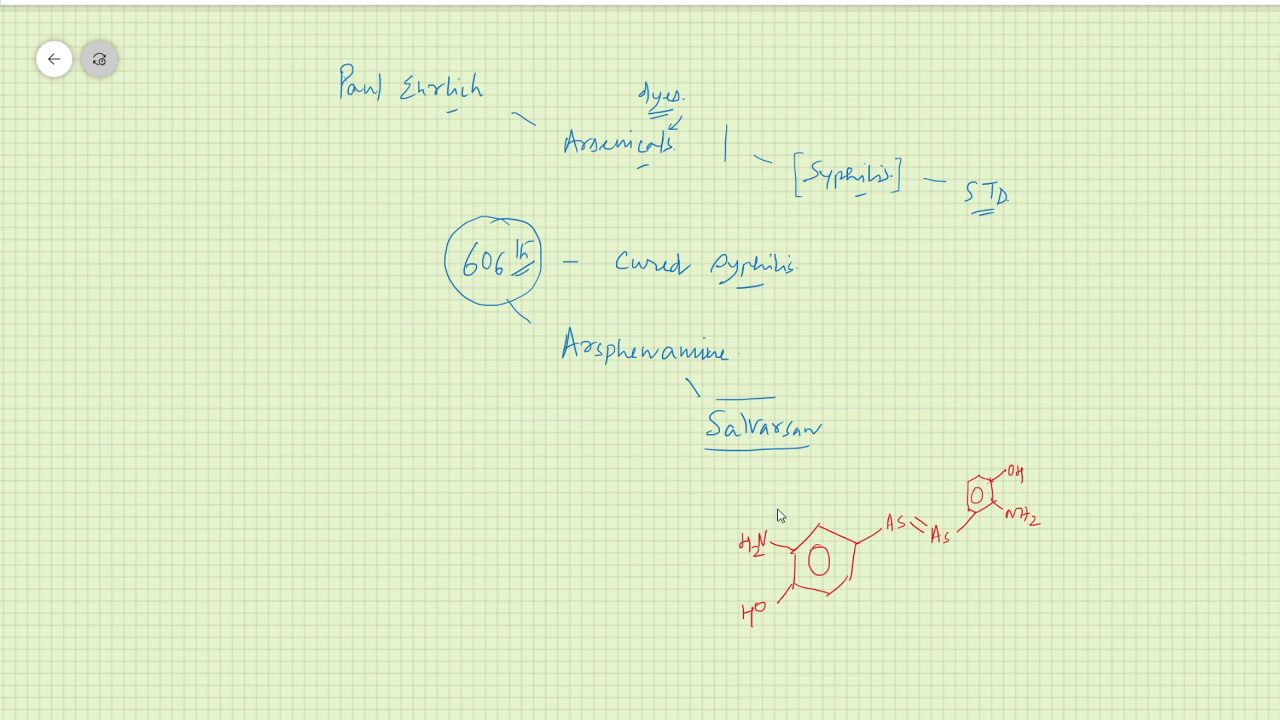 Paul Ehrlich
dyes.
Arsenicals.
[Syphilis.] — STD.
606th — Cured Syphilis.
Arsphenamine.
Salvarsan
OH
NH2
As = As
H2N
HO